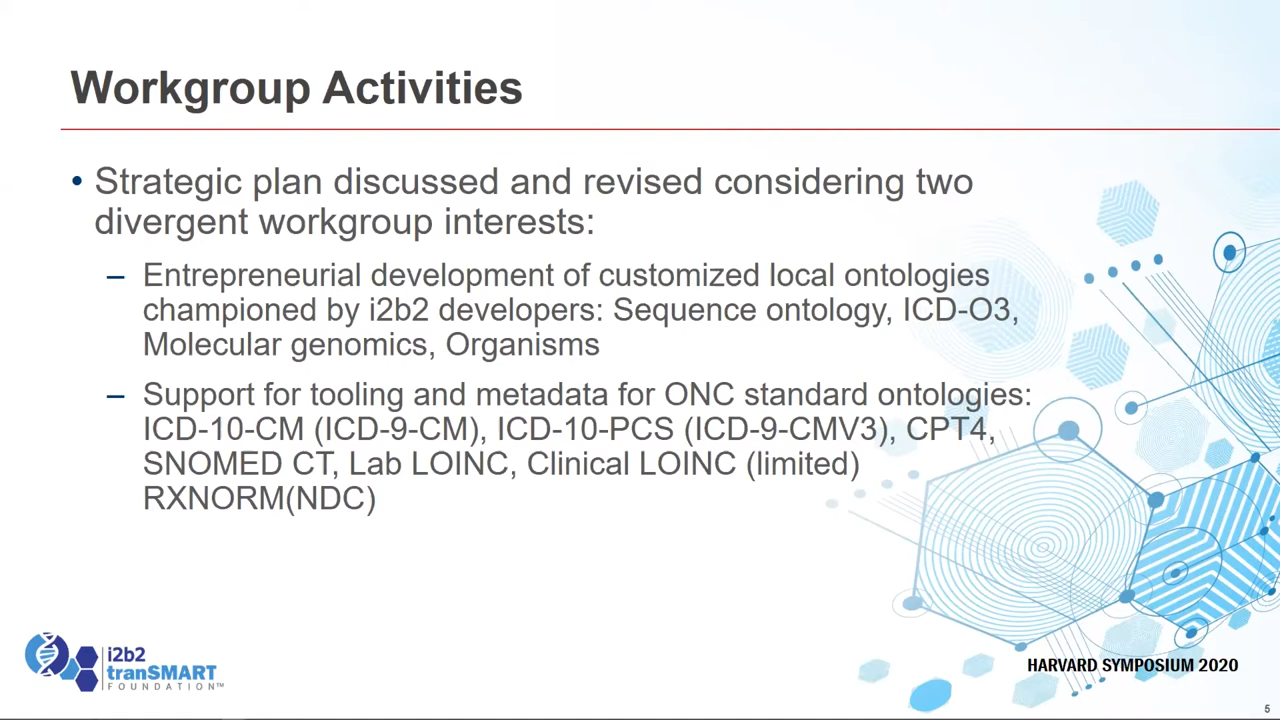 Workgroup Activities
• Strategic plan discussed and revised considering two
divergent workgroup interests:
– Entrepreneurial development of customized local ontologies
championed by i2b2 developers: Sequence ontology, ICD-O3,
Molecular genomics, Organisms
– Support for tooling and metadata for ONC standard ontologies:
ICD-10-CM (ICD-9-CM), ICD-10-PCS (ICD-9-CMV3), CPT4,
SNOMED CT, Lab LOINC, Clinical LOINC (limited)
RXNORM(NDC)
i2b2
tranSMART
FOUNDATION™
HARVARD SYMPOSIUM 2020
5